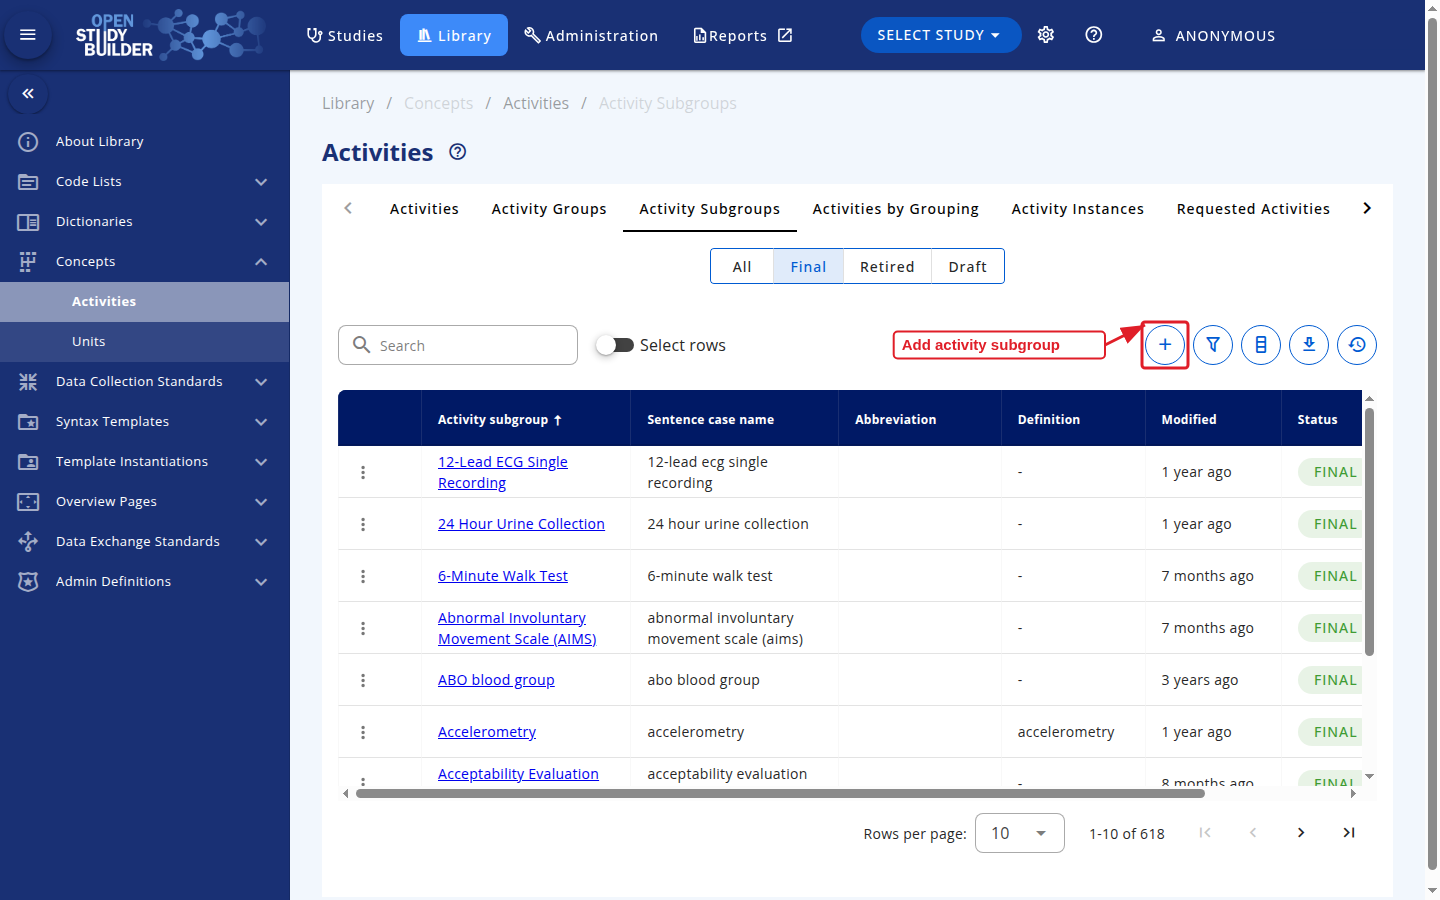 OPEN
STUDY
BUILDER
Studies
Library
Administration
Reports
SELECT STUDY
ANONYMOUS
About Library
Code Lists
Dictionaries
Concepts
Activities
Units
Data Collection Standards
Syntax Templates
Template Instantiations
Overview Pages
Data Exchange Standards
Admin Definitions
Library / Concepts / Activities / Activity Subgroups
Activities
Activities Activity Groups Activity Subgroups Activities by Grouping Activity Instances Requested Activities
All Final Retired Draft
Search
Select rows
Add activity subgroup
Activity subgroup ↑ Sentence case name Abbreviation Definition Modified Status
12-Lead ECG Single
Recording
12-lead ecg single
recording
- 1 year ago FINAL
24 Hour Urine Collection 24 hour urine collection - 1 year ago FINAL
6-Minute Walk Test 6-minute walk test - 7 months ago FINAL
Abnormal Involuntary
Movement Scale (AIMS)
abnormal involuntary
movement scale (aims)
- 7 months ago FINAL
ABO blood group abo blood group - 3 years ago FINAL
Accelerometry accelerometry accelerometry 1 year ago FINAL
Acceptability Evaluation acceptability evaluation - 8 months ago FINAL
Rows per page: 10 1-10 of 618